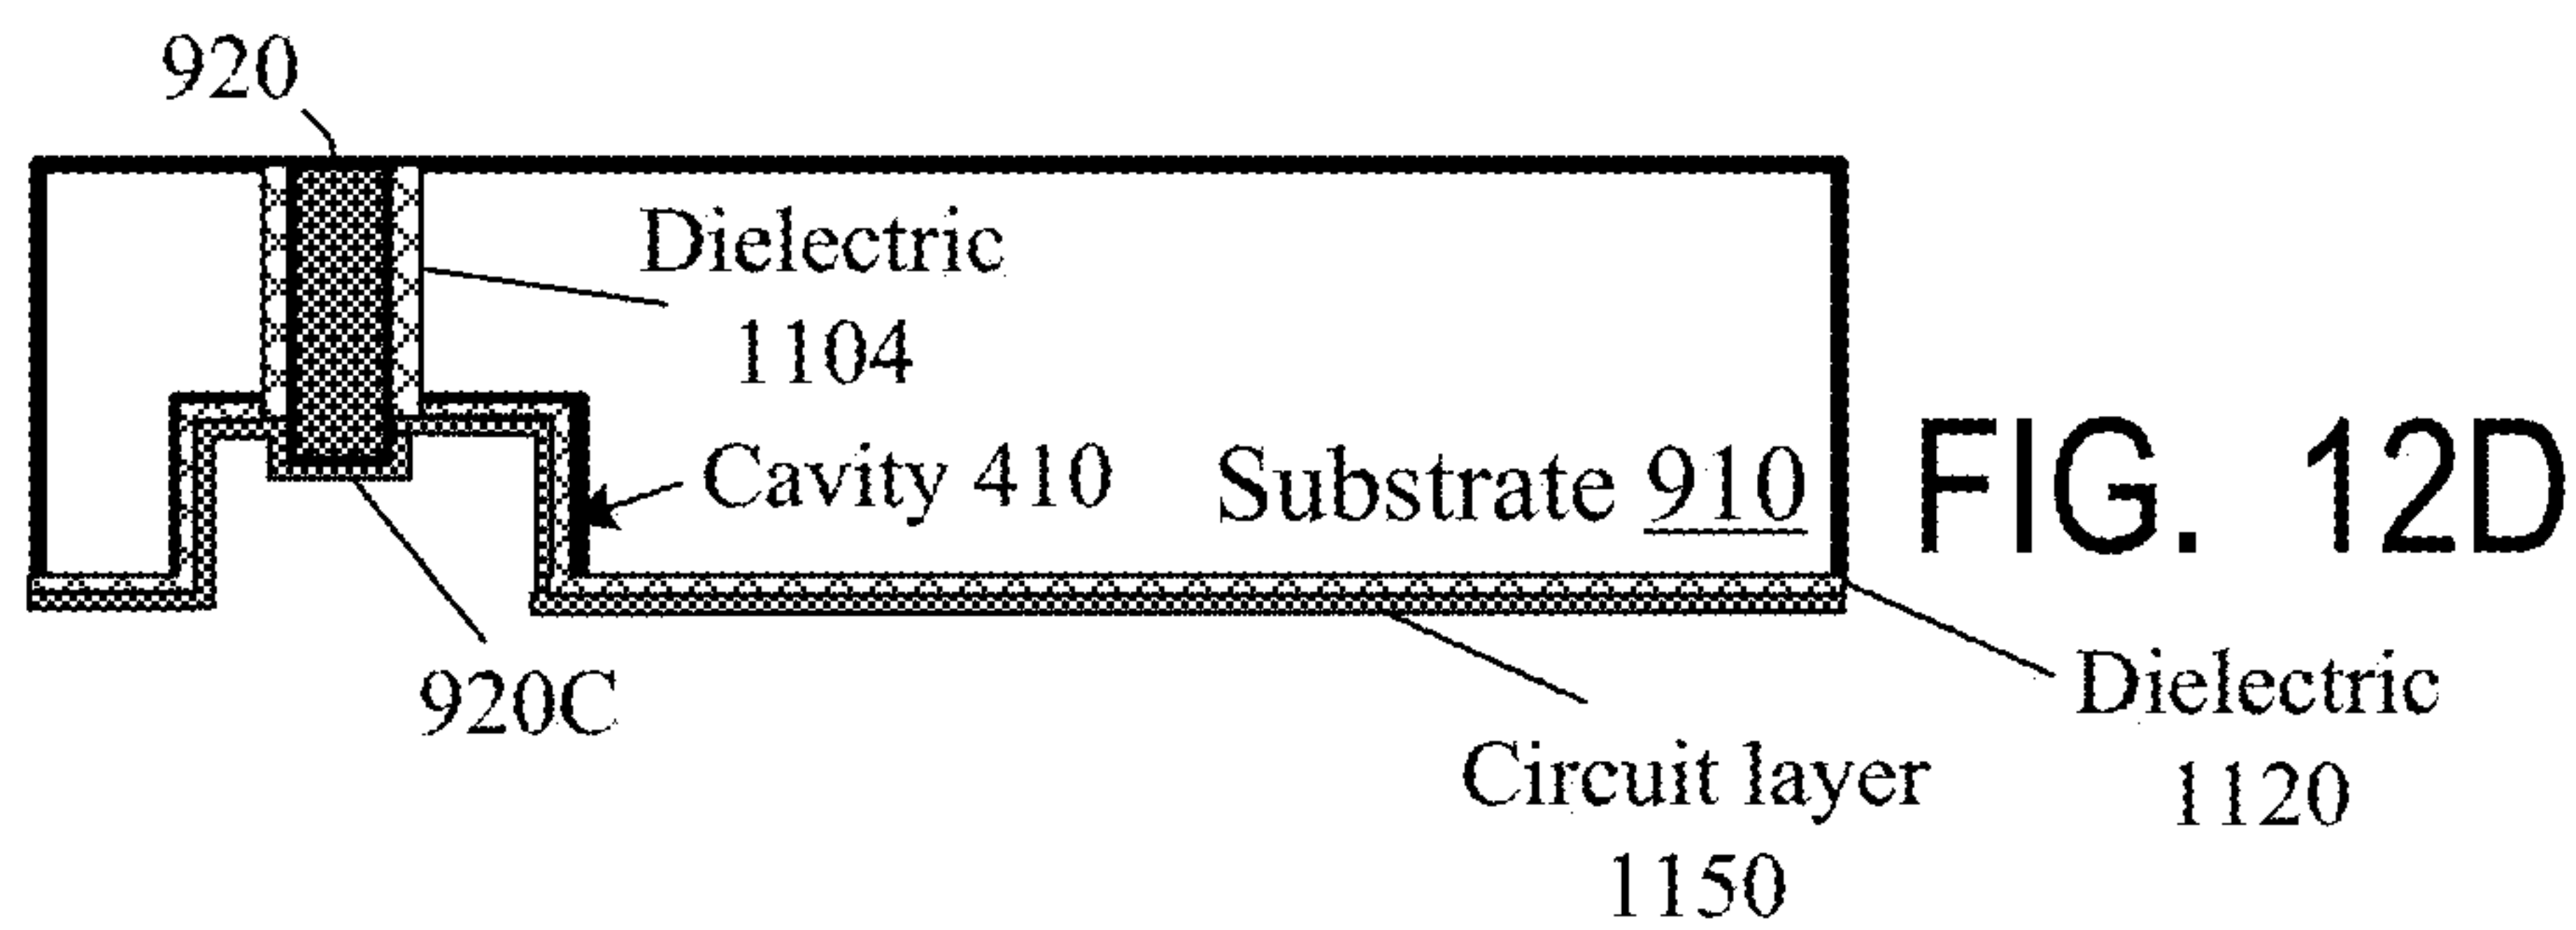 920
Dielectric
1104
Cavity 410
Substrate 910
FIG. 12D
920C
Dielectric
1120
Circuit layer
1150